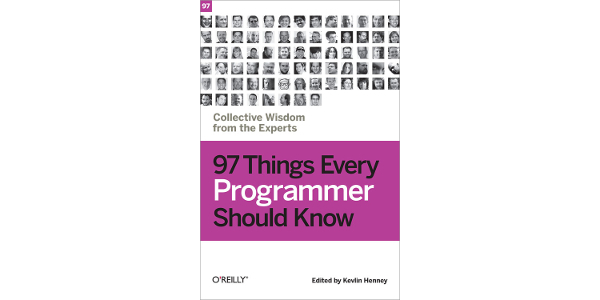 97
Collective Wisdom
from the Experts
97 Things Every
Programmer
Should Know
O'REILLY®
Edited by Kevlin Henney